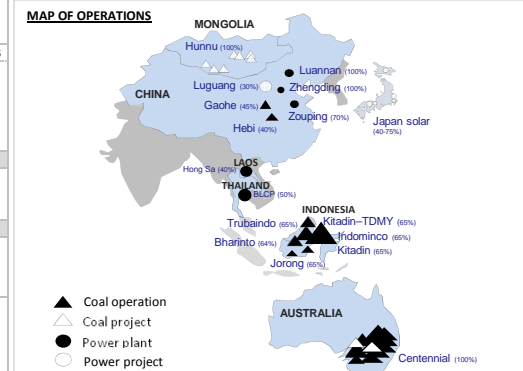 MAP OF OPERATIONS
MONGOLIA
Hunnu (100%)
Luannan (100%)
Luguang (30%)
Zhengding (100%)
CHINA
Gaohe (45%)
Zouping (70%)
Hebi (40%)
Japan solar
(40-75%)
LAOS
Hong Sa (40%)
THAILAND
BLCP (50%)
INDONESIA
Trubaindo (65%)
Kitadin–TDMY (65%)
Bharinto (64%)
Indominco (65%)
Kitadin (65%)
Jorong (65%)
Coal operation
Coal project
Power plant
Power project
AUSTRALIA
Centennial (100%)